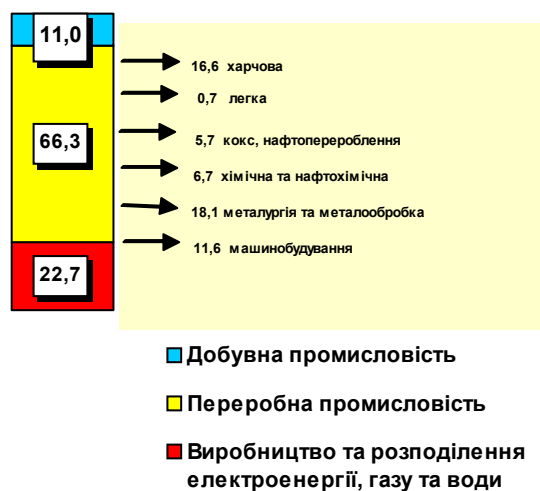 11,0
16,6 харчова
0,7 легка
66,3
5,7 кокс, нафтоперероблення
6,7 хімічна та нафтохімічна
18,1 металургія та металообробка
11,6 машинобудування
22,7
Добувна промисловість
Переробна промисловість
Виробництво та розподілення
електроенергії, газу та води